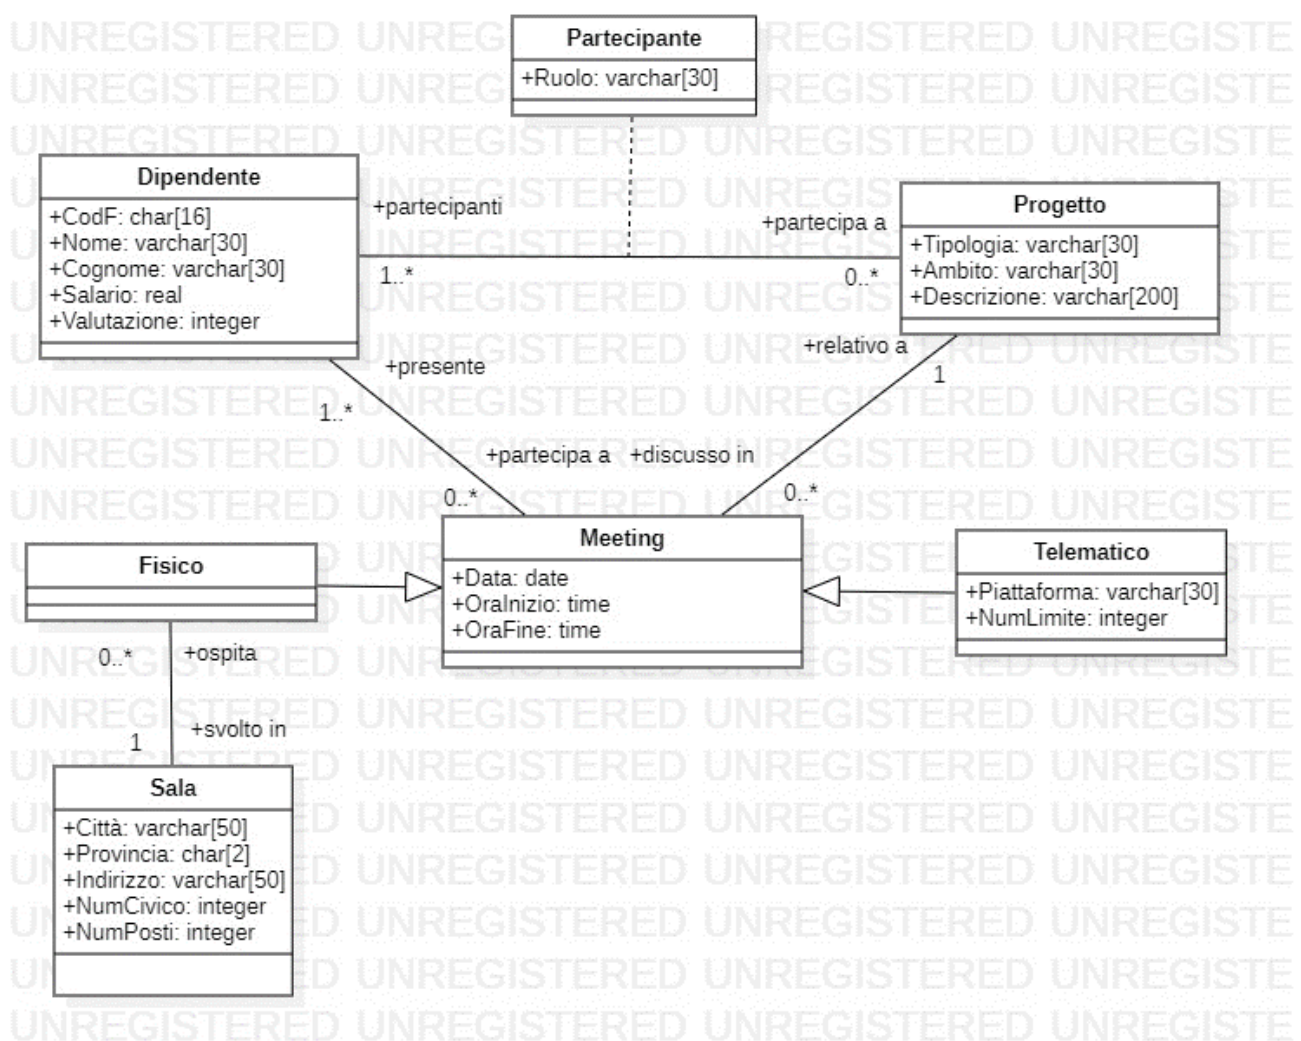 UNREGISTERED UNREGISTERED UNREGISTERED UNREGISTE
Partecipante
+Ruolo: varchar[30]
Dipendente
+CodF: char[16]
+Nome: varchar[30]
+Cognome: varchar[30]
+Salario: real
+Valutazione: integer
+partecipanti
1..*
+partecipa a
0..*
Progetto
+Tipologia: varchar[30]
+Ambito: varchar[30]
+Descrizione: varchar[200]
+presente
1..*
+relativo a
1
+partecipa a
+discusso in
0..*
0..*
Meeting
+Data: date
+OraInizio: time
+OraFine: time
Fisico
Telematico
+Piattaforma: varchar[30]
+NumLimite: integer
0..*
+ospita
+svolto in
1
Sala
+Città: varchar[50]
+Provincia: char[2]
+Indirizzo: varchar[50]
+NumCivico: integer
+NumPosti: integer